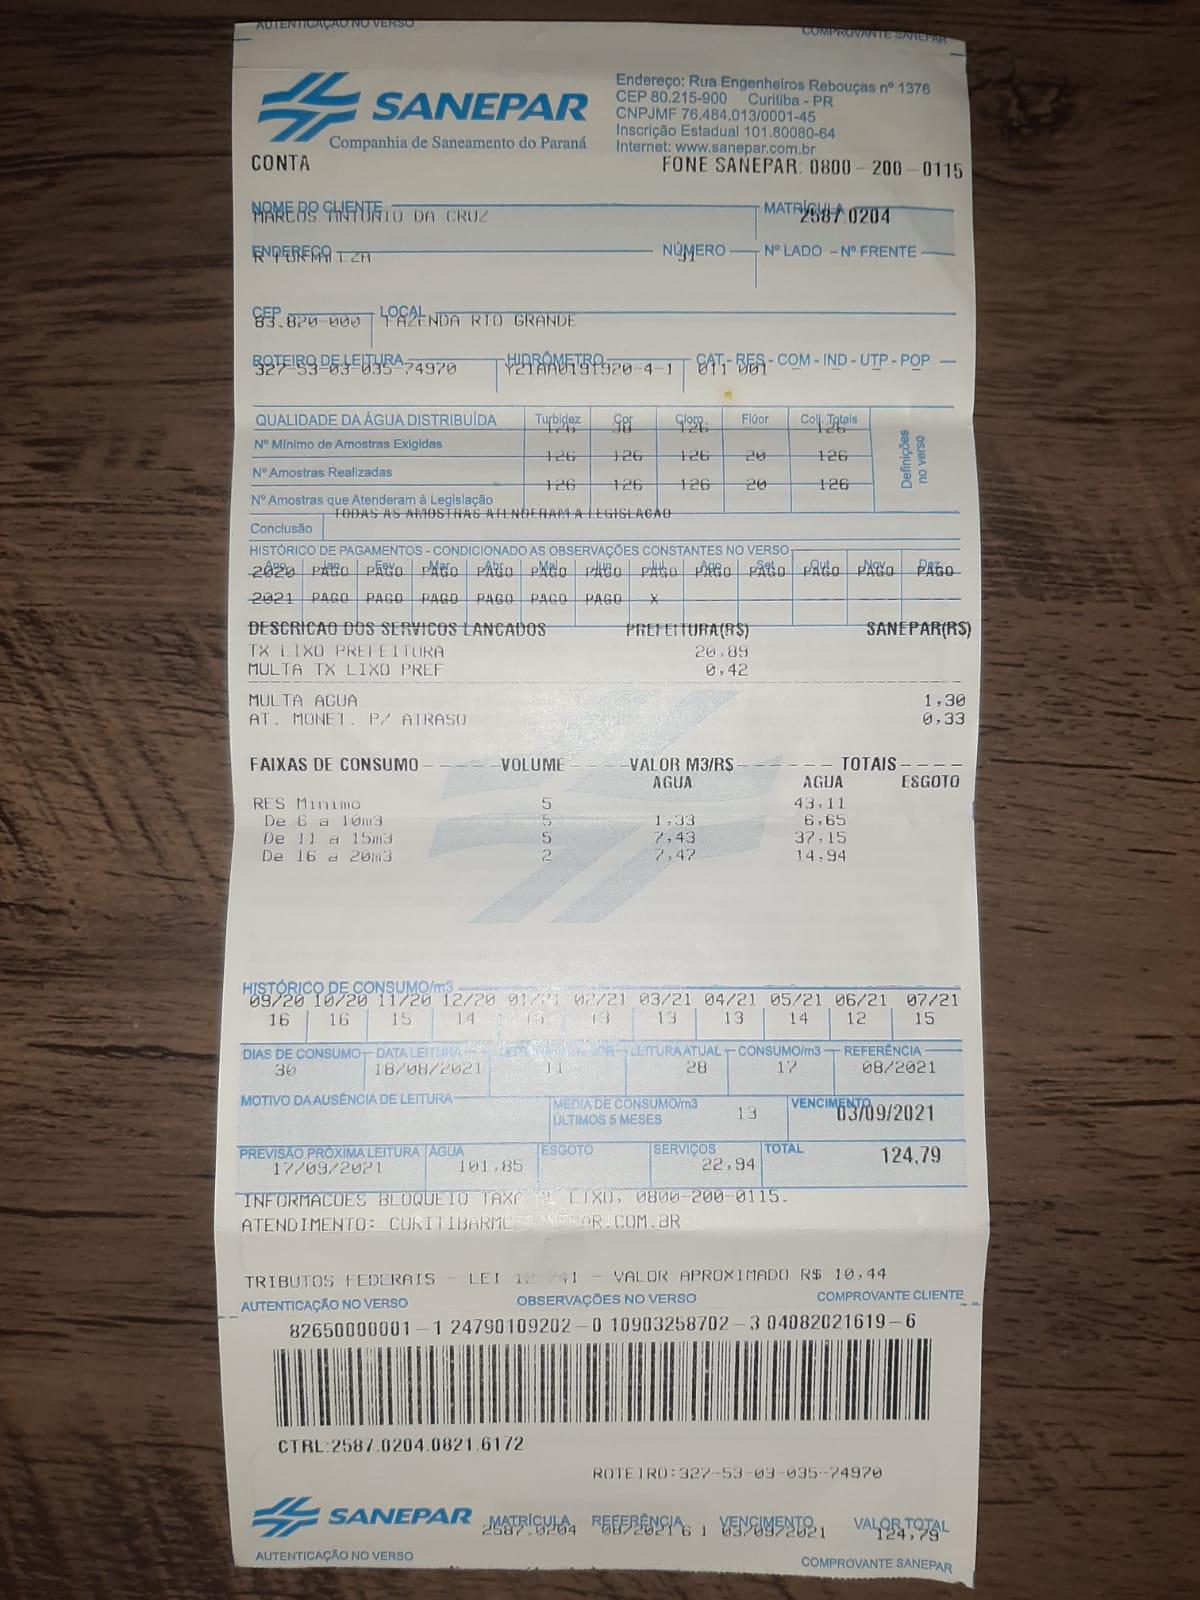 AUTENTICAÇÃO NO VERSO COMPROVANTE SANEPAR
SANEPAR
Companhia de Saneamento do Paraná
Endereço: Rua Engenheiros Rebouças nº 1376
CEP 80.215-900 Curitiba - PR
CNPJMF 76.484.013/0001-45
Inscrição Estadual 101.80080-64
Internet: www.sanepar.com.br
CONTA FONE SANEPAR: 0800-200-0115
NOME DO CLIENTE MATRÍCULA
MARCOS ANTONIO DA CRUZ 2587.0204
ENDEREÇO NÚMERO Nº LADO - Nº FRENTE
R
CEP LOCAL
83.820-000 FAZENDA RIO GRANDE
ROTEIRO DE LEITURA HIDRÔMETRO CAT - RES - COM - IND - UTP - POP
327-53-03-035-74970 Y21AA0191920-4-1 011 001
QUALIDADE DA ÁGUA DISTRIBUÍDA Turbidez Cor Cloro Flúor Coli. Totais
Definições no verso
Nº Mínimo de Amostras Exigidas 126 126 126
Nº Amostras Realizadas 126 126 126 20 126
Nº Amostras que Atenderam à Legislação 126 126 126 20 126
Conclusão TODAS AS AMOSTRAS ATENDERAM A LEGISLACAO
HISTÓRICO DE PAGAMENTOS - CONDICIONADO AS OBSERVAÇÕES CONSTANTES NO VERSO
Ano Jan Fev Mar Abr Mai Jun Jul Ago Set Out Nov Dez
2020 PAGO PAGO PAGO PAGO PAGO PAGO PAGO PAGO PAGO PAGO PAGO PAGO
2021 PAGO PAGO PAGO PAGO PAGO PAGO X
DESCRICAO DOS SERVICOS LANCADOS PREFEITURA(R$) SANEPAR(R$)
TX LIXO PREFEITURA 20,89
MULTA TX LIXO PREF 0,42
MULTA AGUA 1,30
AT. MONET. P/ ATRASO 0,33
FAIXAS DE CONSUMO VOLUME VALOR M3/R$ TOTAIS
AGUA AGUA ESGOTO
RES Minimo 5 43,11
De 6 a 10m3 5 1,33 6,65
De 11 a 15m3 5 7,43 37,15
De 16 a 20m3 2 7,47 14,94
HISTÓRICO DE CONSUMO/m3
09/20 10/20 11/20 12/20 01/21 02/21 03/21 04/21 05/21 06/21 07/21
16 16 15 14 13 13 13 13 14 12 15
DIAS DE CONSUMO DATA LEITURA LEITURA ATUAL CONSUMO/m3 REFERÊNCIA
30 18/08/2021 11 28 17 08/2021
MOTIVO DA AUSÊNCIA DE LEITURA MÉDIA DE CONSUMO/m3 ÚLTIMOS 5 MESES 13 VENCIMENTO 03/09/2021
PREVISÃO PRÓXIMA LEITURA ÁGUA ESGOTO SERVIÇOS TOTAL
17/09/2021 101,85 22,94 124,79
INFORMACOES BLOQUEIO TAXA LIXO, 0800-200-0115.
ATENDIMENTO:
TRIBUTOS FEDERAIS - LEI - VALOR APROXIMADO R$ 10,44
AUTENTICAÇÃO NO VERSO OBSERVAÇÕES NO VERSO COMPROVANTE CLIENTE
82650000001-1 24790109202-0 10903258702-3 04082021619-6
CTRL:2587.0204.0821.6172
ROTEIRO:327-53-03-035-74970
SANEPAR MATRÍCULA REFERÊNCIA VENCIMENTO VALOR TOTAL
2587.0204 08/2021 6 1 03/09/2021 124,79
AUTENTICAÇÃO NO VERSO COMPROVANTE SANEPAR